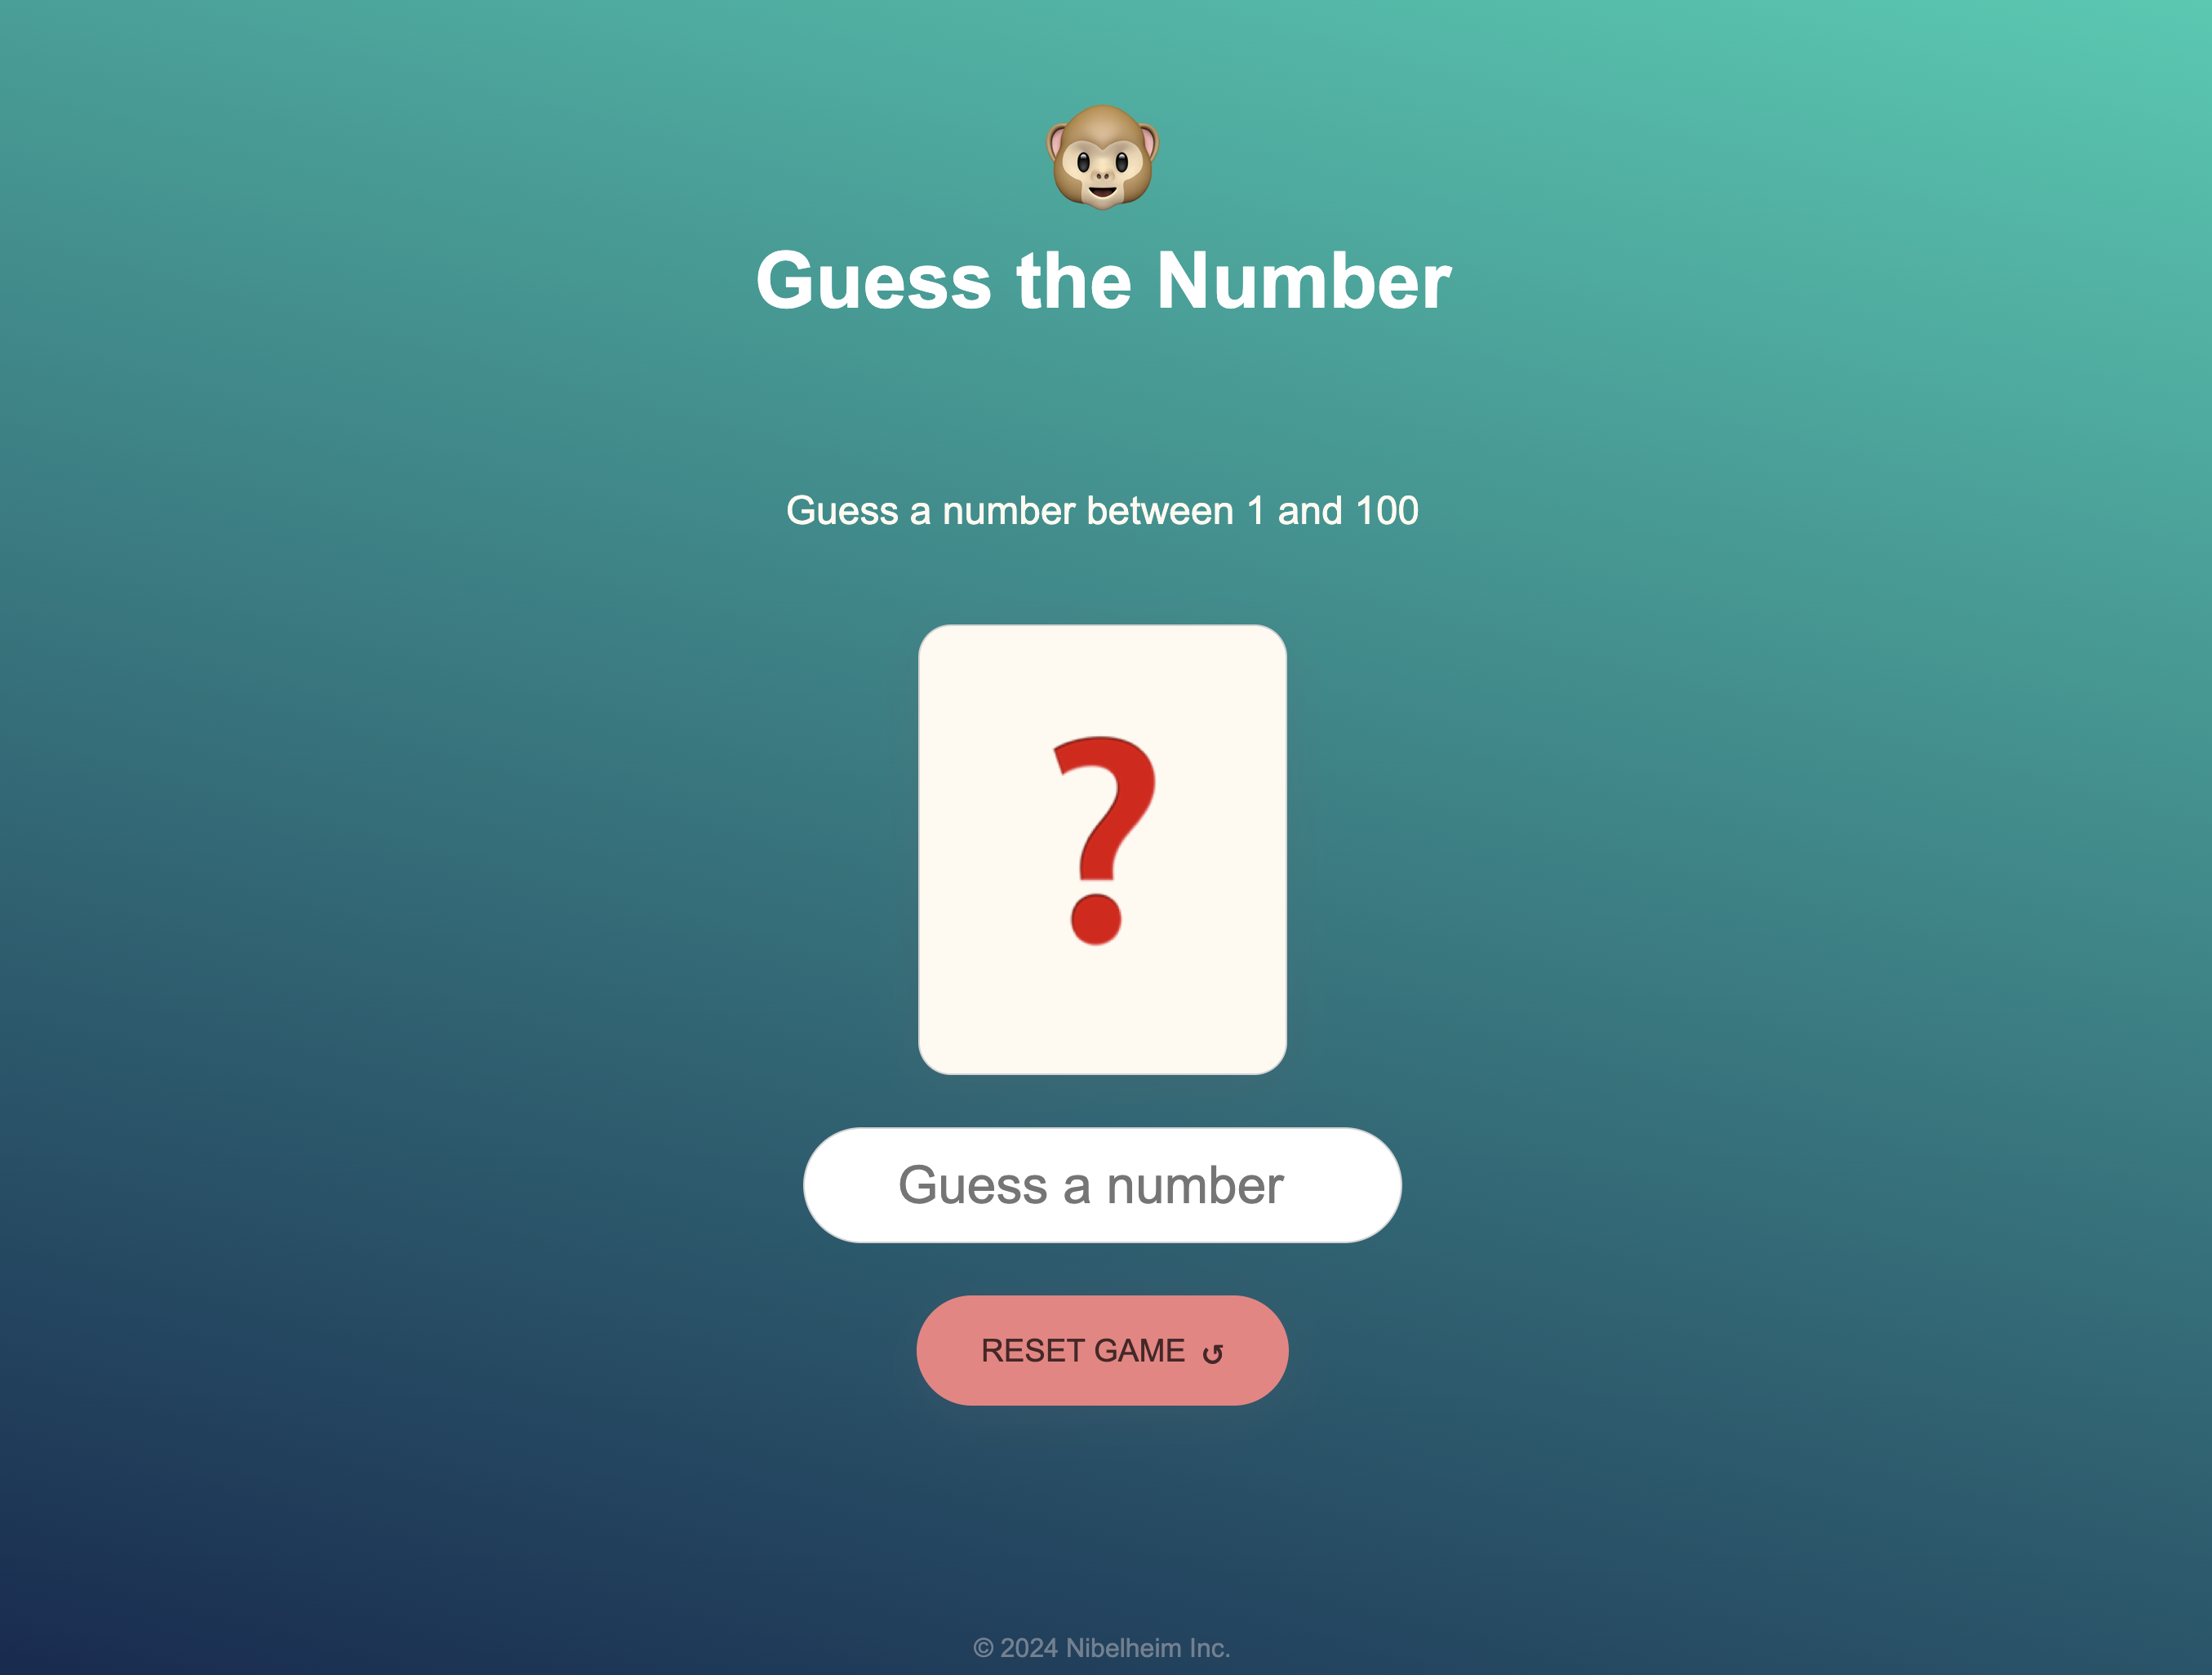 Guess the Number
Guess a number between 1 and 100
?
Guess a number
RESET GAME ↺
© 2024 Nibelheim Inc.